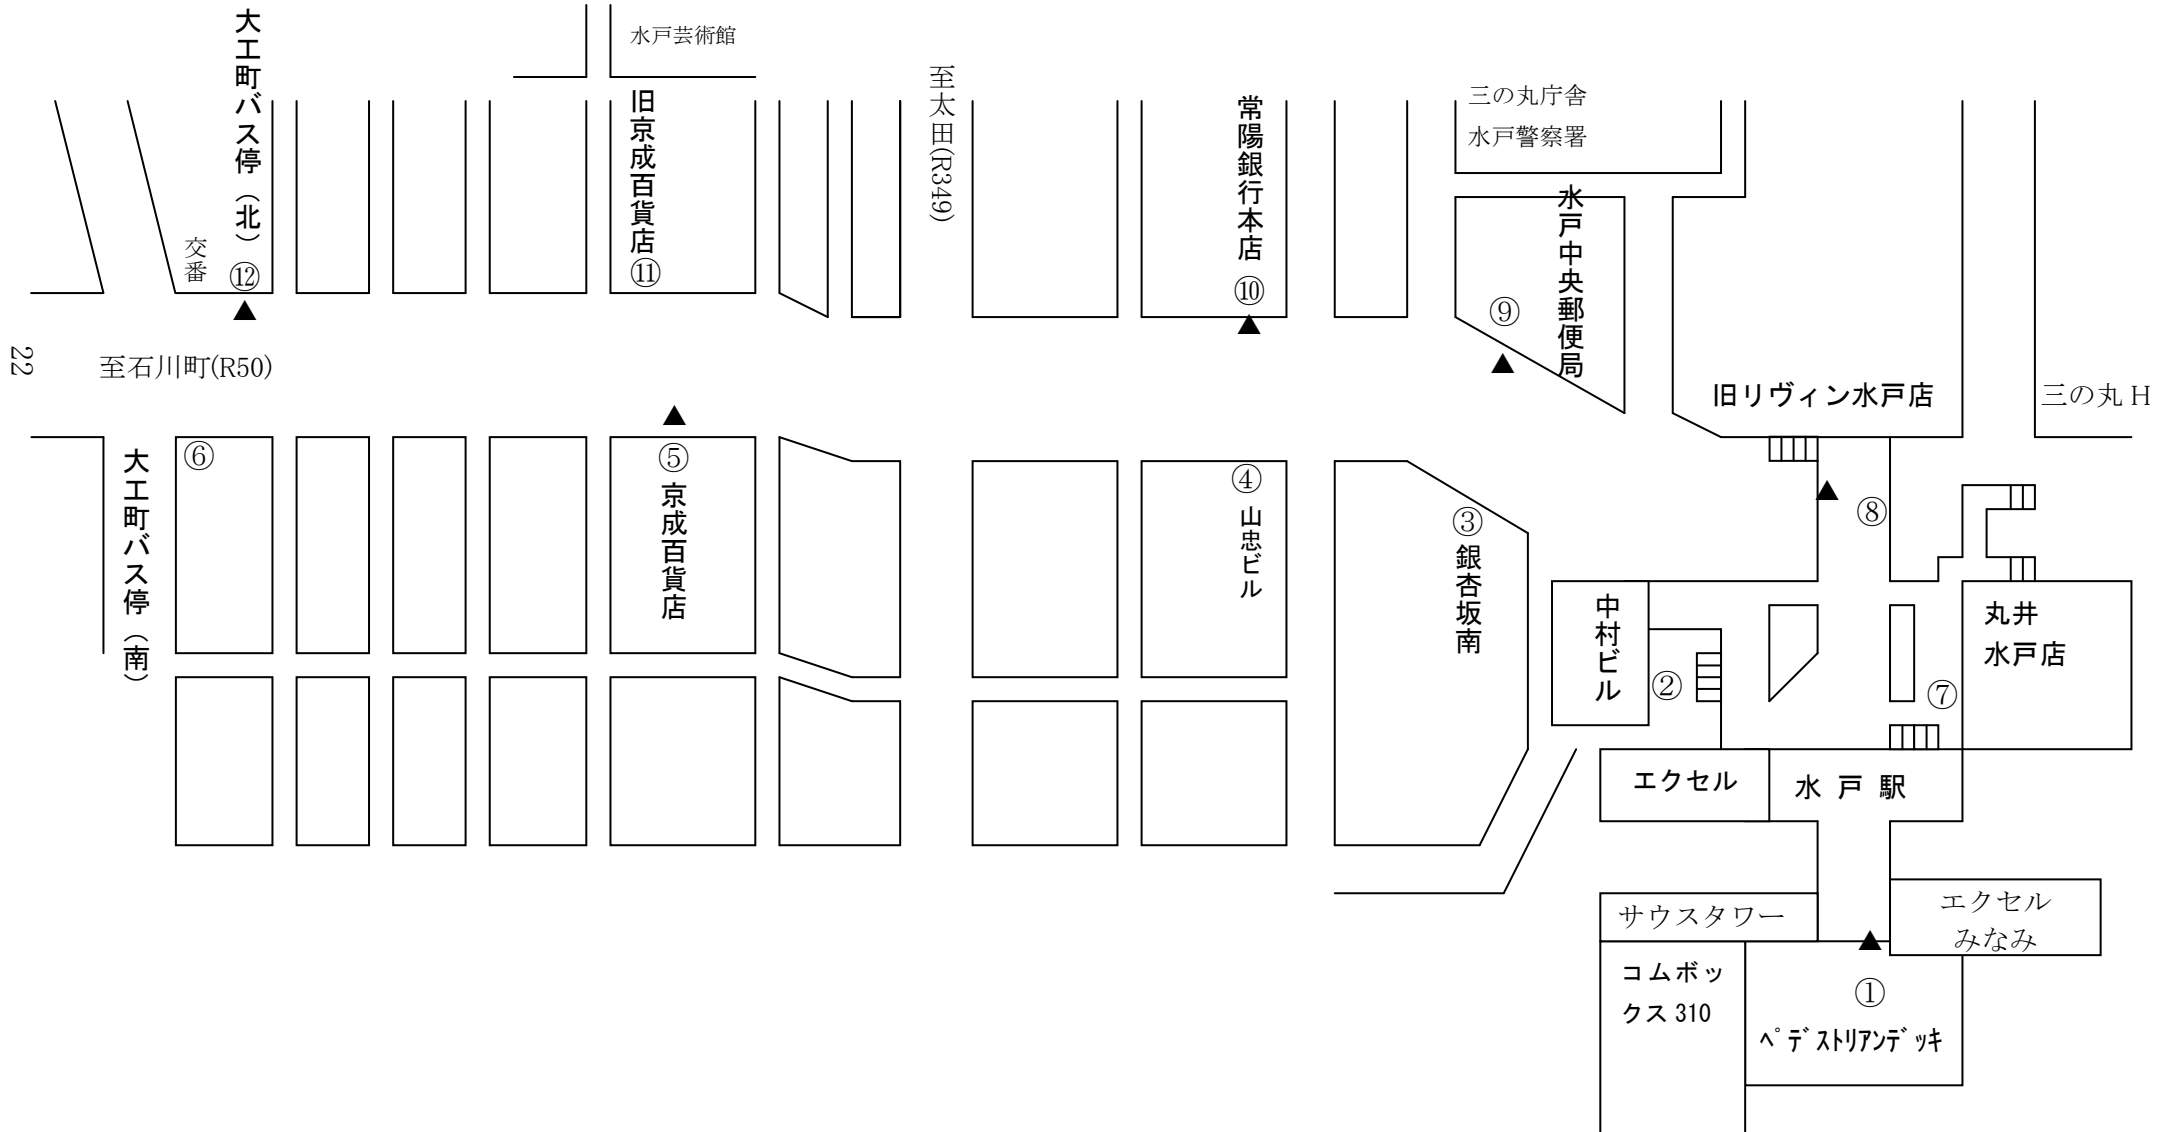 大工町バス停（北）
⑫
交番
水戸芸術館
旧京成百貨店
⑪
至太田(R349)
常陽銀行本店
⑩
三の丸庁舎
水戸警察署
水戸中央郵便局
⑨
旧リヴィン水戸店
三の丸H
22
至石川町(R50)
大工町バス停（南）
⑥
⑤
京成百貨店
④
山忠ビル
③
銀杏坂南
中村ビル
②
⑧
⑦
丸井
水戸店
エクセル
水戸駅
サウスタワー
エクセル
みなみ
コムボッ
クス310
①
ﾍﾟﾃﾞｽﾄﾘｱﾝﾃﾞｯｷ